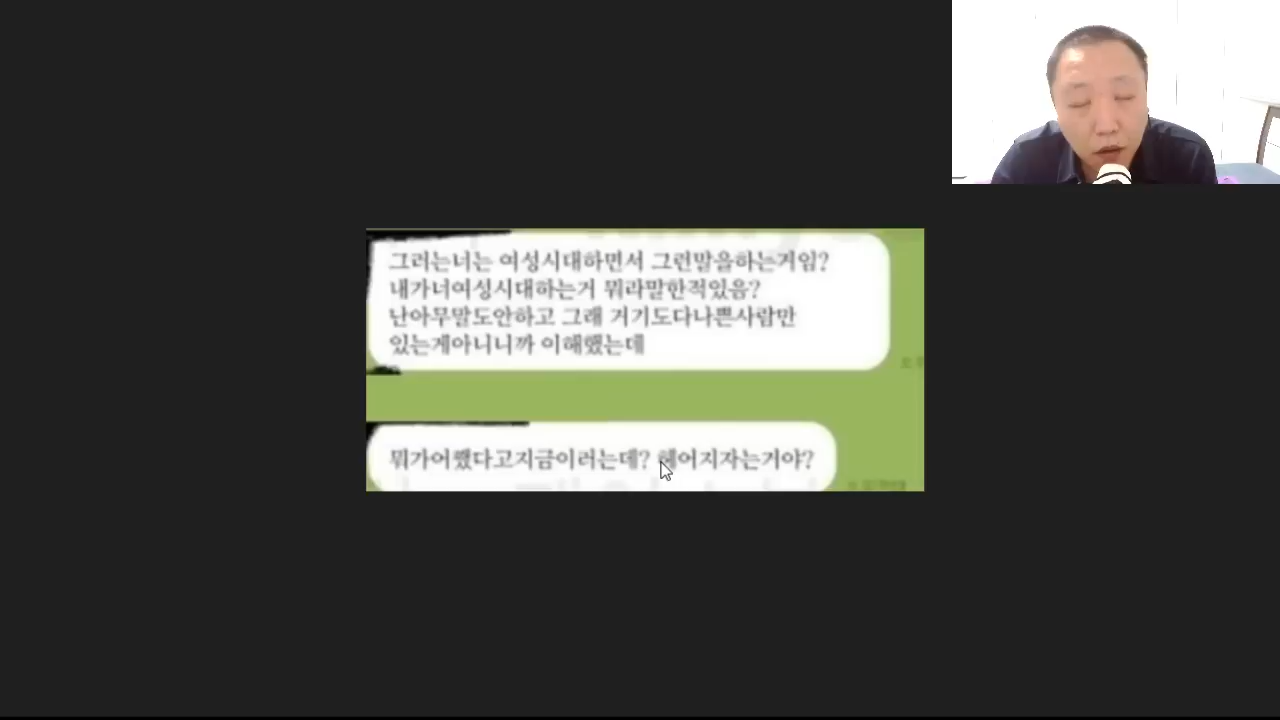 그러는너는 여성시대하면서 그런말을하는거임?
내가너여성시대하는거 뭐라말한적있음?
난아무말도안하고 그래 거기도다나쁜사람만
있는게아니니까 이해했는데
뭐가어쨌다고지금이러는데? 헤어지자는거야?